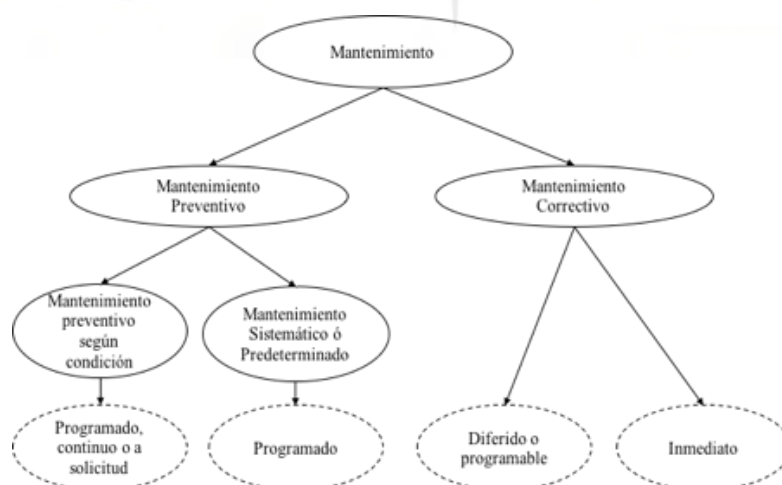 Mantenimiento
Mantenimiento
Preventivo
Mantenimiento
Correctivo
Mantenimiento
preventivo
según
condición
Mantenimiento
Sistemático ó
Predeterminado
Programado,
continuo o a
solicitud
Programado
Diferido o
programable
Inmediato